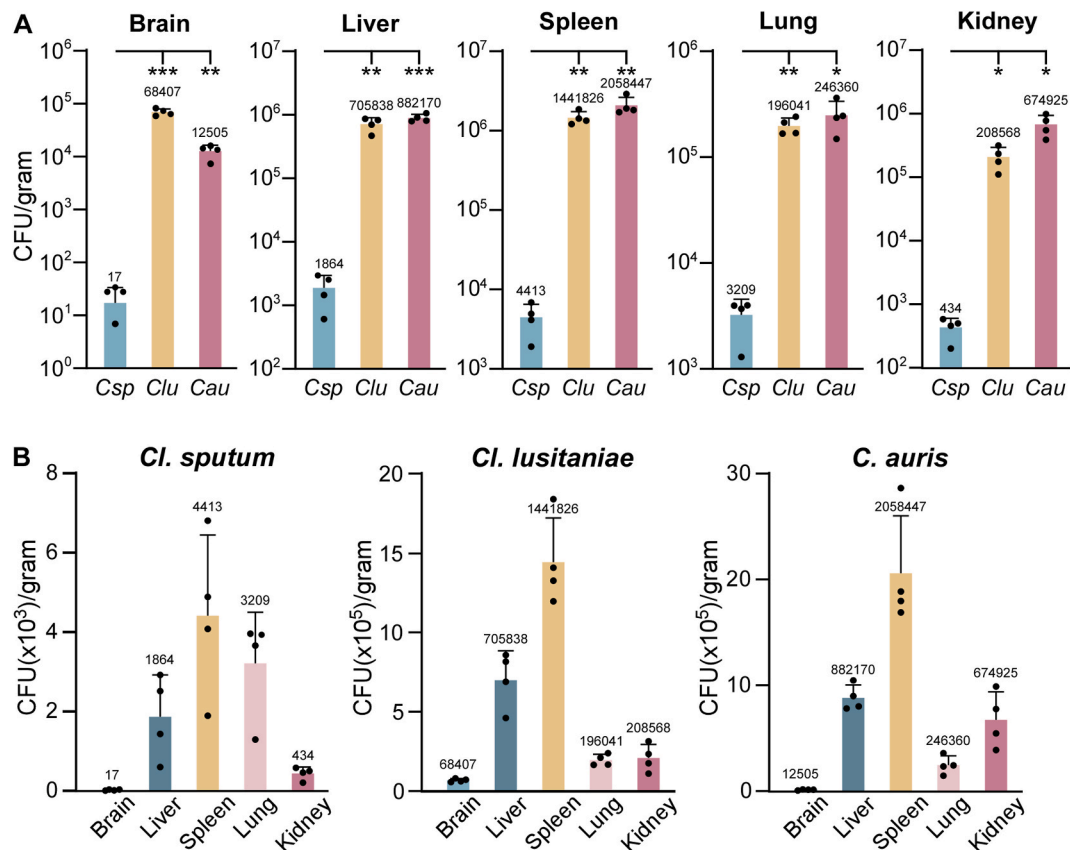 A
Brain Liver Spleen Lung Kidney
CFU/gram
10^6 10^5 10^4 10^3 10^2 10^1 10^0
*** **
17 68407 12505
Csp Clu Cau
10^7 10^6 10^5 10^4 10^3 10^2
** ***
1864 705838 882170
Csp Clu Cau
10^7 10^6 10^5 10^4 10^3
** **
4413 1441826 2058447
Csp Clu Cau
10^6 10^5 10^4 10^3
** *
3209 196041 246360
Csp Clu Cau
10^7 10^6 10^5 10^4 10^3 10^2
* *
434 208568 674925
Csp Clu Cau
B
Cl. sputum
CFU(x10^3)/gram
8 6 4 2 0
17 1864 4413 3209 434
Brain Liver Spleen Lung Kidney
Cl. lusitaniae
CFU(x10^5)/gram
20 15 10 5 0
68407 705838 1441826 196041 208568
Brain Liver Spleen Lung Kidney
C. auris
CFU(x10^5)/gram
30 20 10 0
12505 882170 2058447 246360 674925
Brain Liver Spleen Lung Kidney